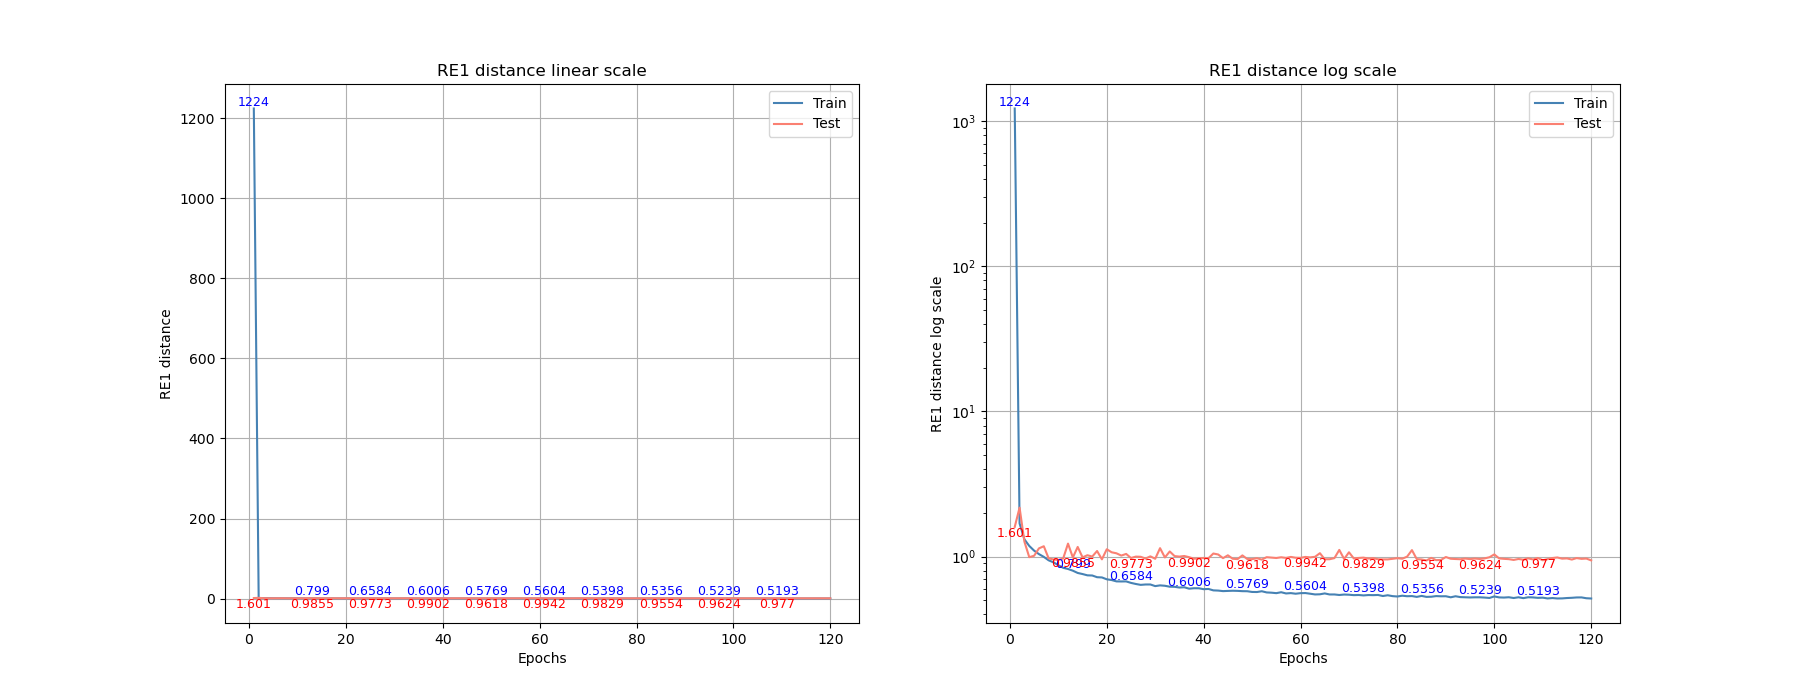 RE1 distance linear scale
RE1 distance
1200
1000
800
600
400
200
0
1224
Train
Test
0.799 0.6584 0.6006 0.5769 0.5604 0.5398 0.5356 0.5239 0.5193
1.601 0.9855 0.9773 0.9902 0.9618 0.9942 0.9829 0.9554 0.9624 0.977
0 20 40 60 80 100 120
Epochs
RE1 distance log scale
RE1 distance log scale
10³
10²
10¹
10⁰
1224
Train
Test
1.601 0.9855 0.9773 0.9902 0.9618 0.9942 0.9829 0.9554 0.9624 0.977
0.799 0.6584 0.6006 0.5769 0.5604 0.5398 0.5356 0.5239 0.5193
0 20 40 60 80 100 120
Epochs